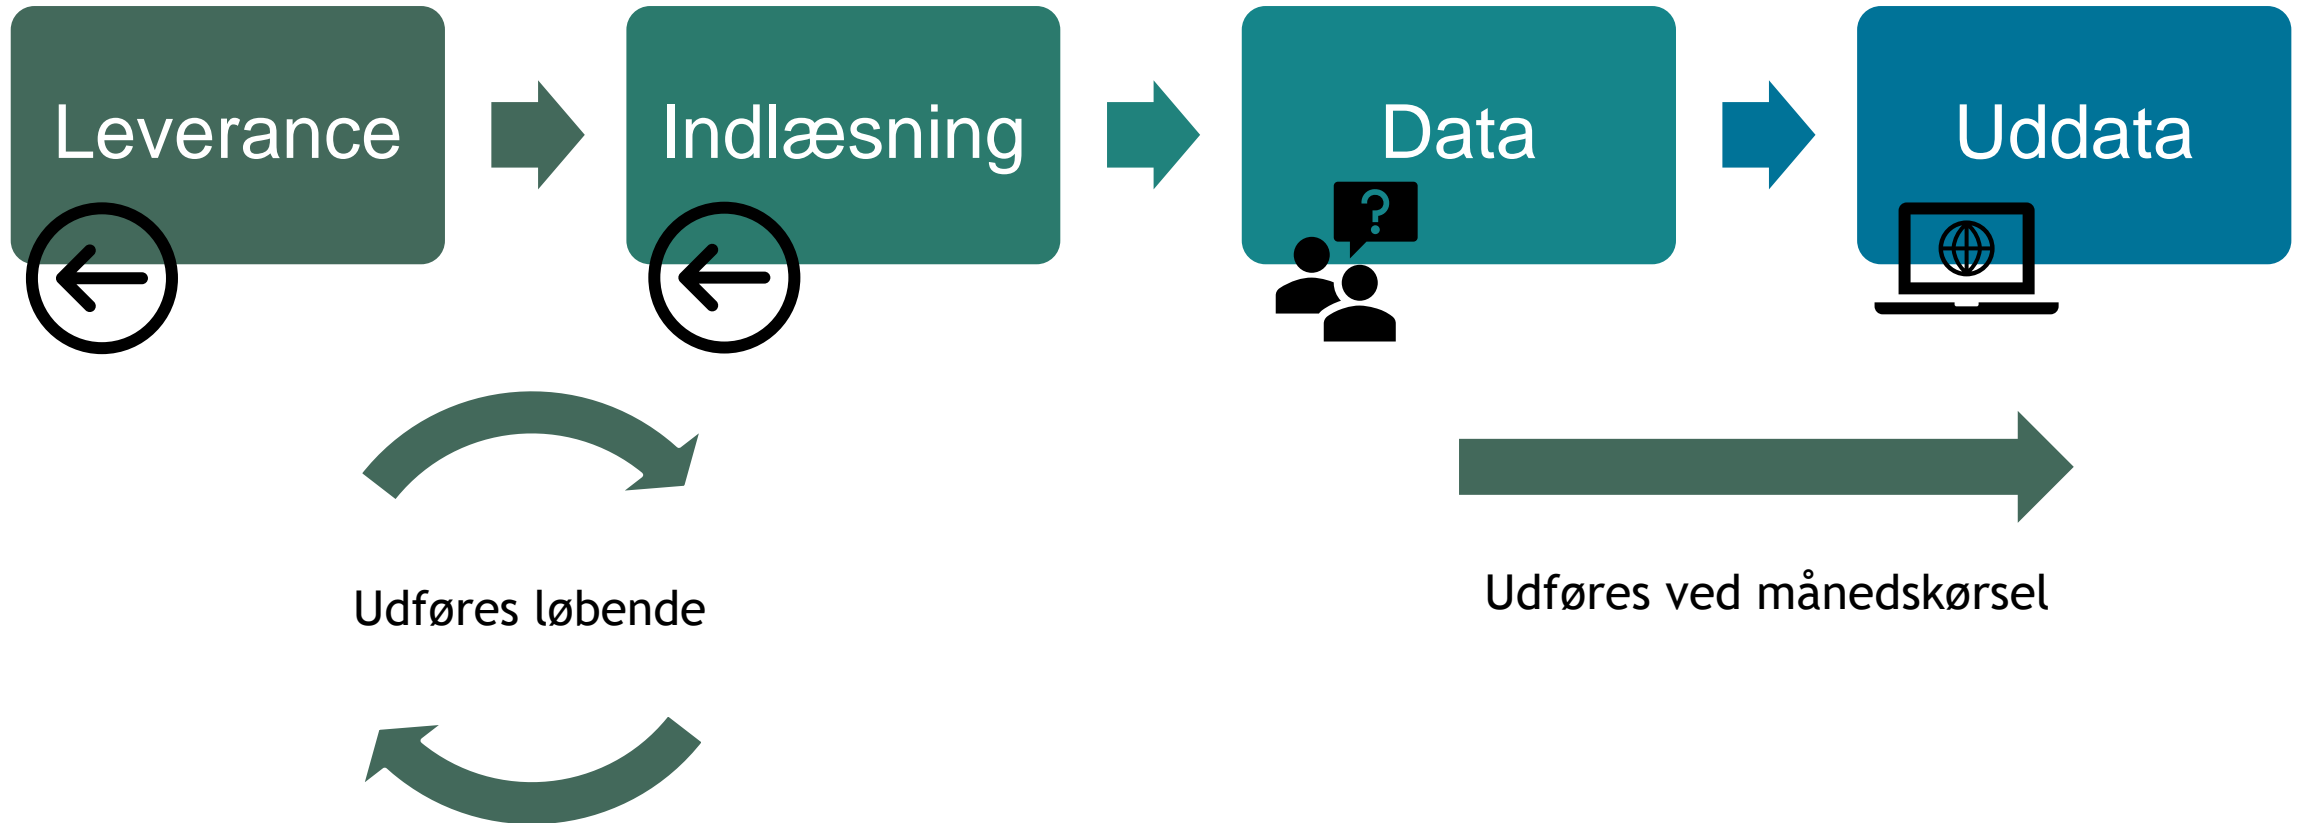 Leverance
Indlæsning
Data
Uddata
?
Udføres løbende
Udføres ved månedskørsel